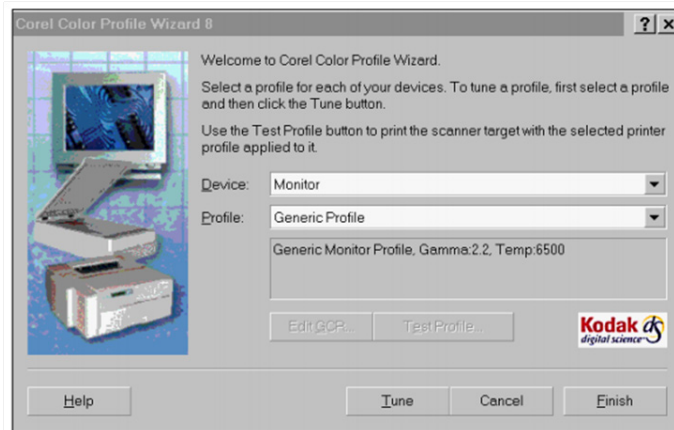 Corel Color Profile Wizard 8
Welcome to Corel Color Profile Wizard.
Select a profile for each of your devices. To tune a profile, first select a profile
and then click the Tune button.
Use the Test Profile button to print the scanner target with the selected printer
profile applied to it.
Device: Monitor
Profile: Generic Profile
Generic Monitor Profile, Gamma:2.2, Temp:6500
Edit GCR... Test Profile...
Kodak ds
digital science
Help Tune Cancel Finish